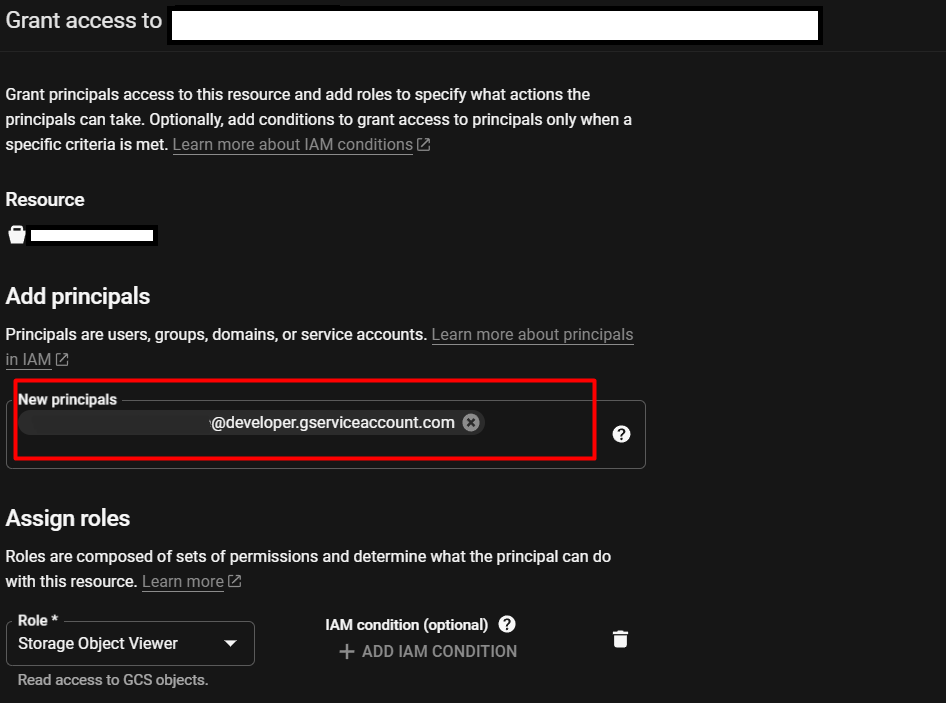 Grant access to
Grant principals access to this resource and add roles to specify what actions the
principals can take. Optionally, add conditions to grant access to principals only when a
specific criteria is met. Learn more about IAM conditions
Resource
Add principals
Principals are users, groups, domains, or service accounts. Learn more about principals
in IAM
New principals
@developer.gserviceaccount.com
Assign roles
Roles are composed of sets of permissions and determine what the principal can do
with this resource. Learn more
Role *
IAM condition (optional)
Storage Object Viewer
ADD IAM CONDITION
Read access to GCS objects.